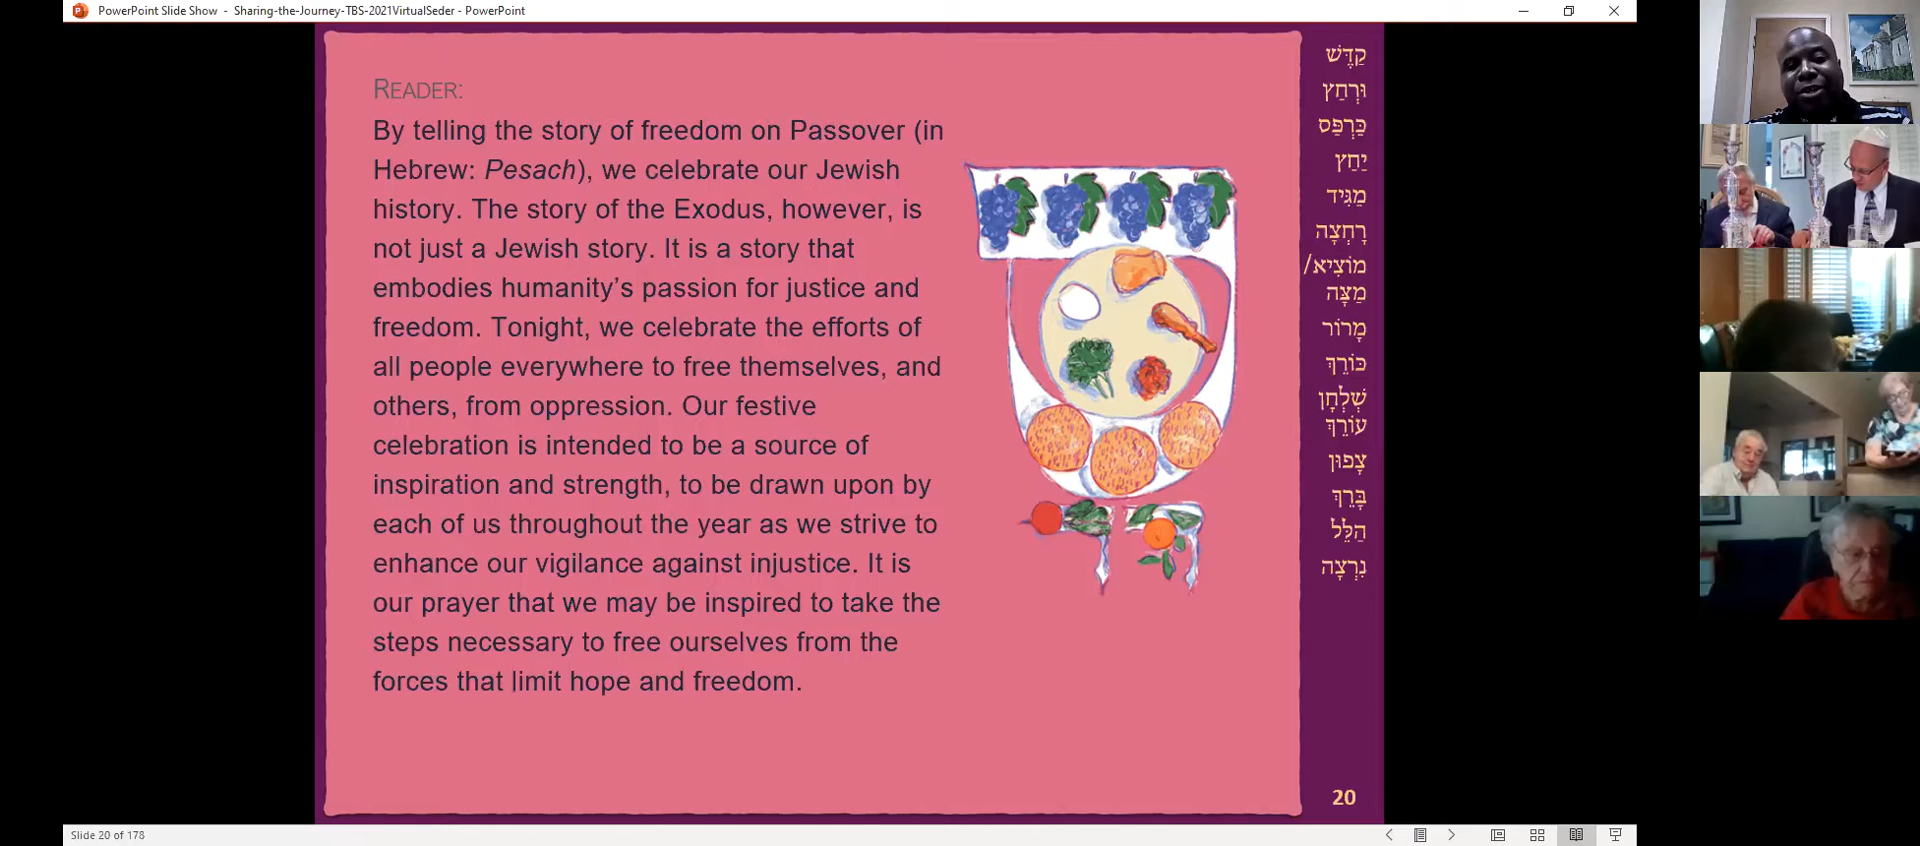 PowerPoint Slide Show - Sharing-the-Journey-TBS-2021VirtualSeder - PowerPoint
READER:
By telling the story of freedom on Passover (in
Hebrew: Pesach), we celebrate our Jewish
history. The story of the Exodus, however, is
not just a Jewish story. It is a story that
embodies humanity’s passion for justice and
freedom. Tonight, we celebrate the efforts of
all people everywhere to free themselves, and
others, from oppression. Our festive
celebration is intended to be a source of
inspiration and strength, to be drawn upon by
each of us throughout the year as we strive to
enhance our vigilance against injustice. It is
our prayer that we may be inspired to take the
steps necessary to free ourselves from the
forces that limit hope and freedom.
קַדֵּשׁ
וּרְחַץ
כַּרְפַּס
יַחַץ
מַגִּיד
רָחְצָה
מוֹצִיא/
מַצָּה
מָרוֹר
כּוֹרֵךְ
שֻׁלְחָן
עוֹרֵךְ
צָפוּן
בָּרֵךְ
הַלֵּל
נִרְצָה
20
Slide 20 of 178